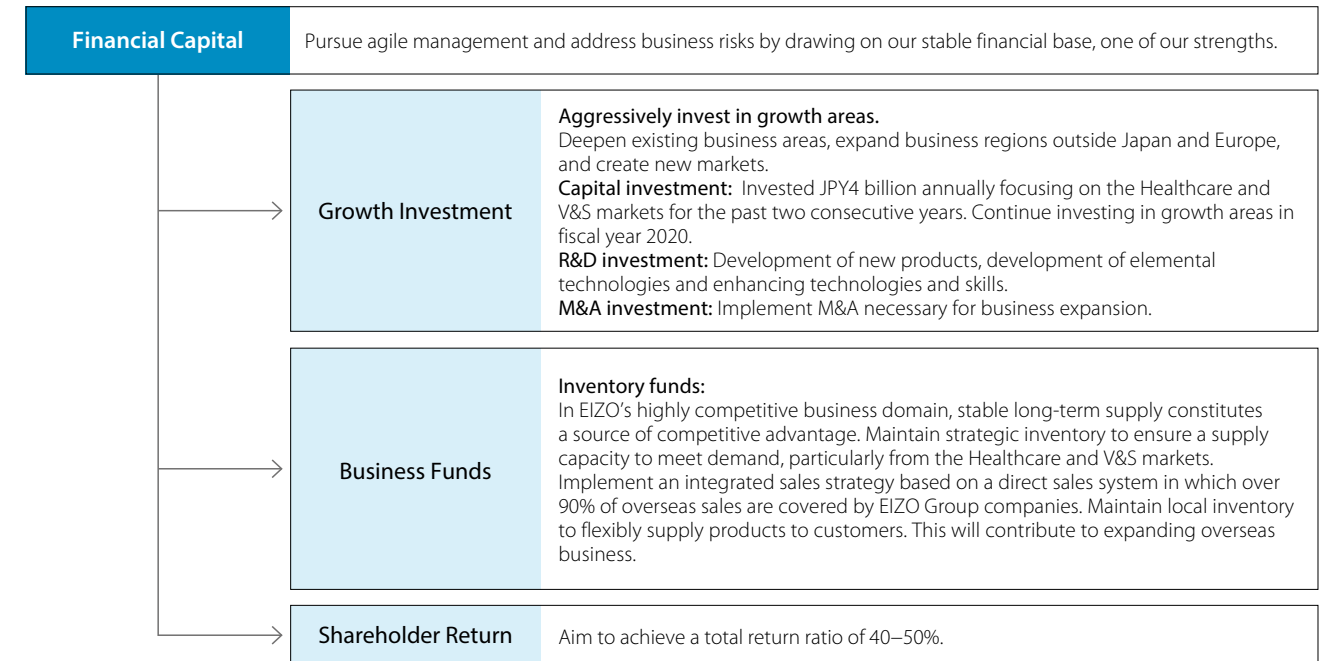 Financial Capital
Pursue agile management and address business risks by drawing on our stable financial base, one of our strengths.
Growth Investment
Aggressively invest in growth areas.
Deepen existing business areas, expand business regions outside Japan and Europe,
and create new markets.
Capital investment: Invested JPY4 billion annually focusing on the Healthcare and
V&S markets for the past two consecutive years. Continue investing in growth areas in
fiscal year 2020.
R&D investment: Development of new products, development of elemental
technologies and enhancing technologies and skills.
M&A investment: Implement M&A necessary for business expansion.
Business Funds
Inventory funds:
In EIZO's highly competitive business domain, stable long-term supply constitutes
a source of competitive advantage. Maintain strategic inventory to ensure a supply
capacity to meet demand, particularly from the Healthcare and V&S markets.
Implement an integrated sales strategy based on a direct sales system in which over
90% of overseas sales are covered by EIZO Group companies. Maintain local inventory
to flexibly supply products to customers. This will contribute to expanding overseas
business.
Shareholder Return
Aim to achieve a total return ratio of 40–50%.